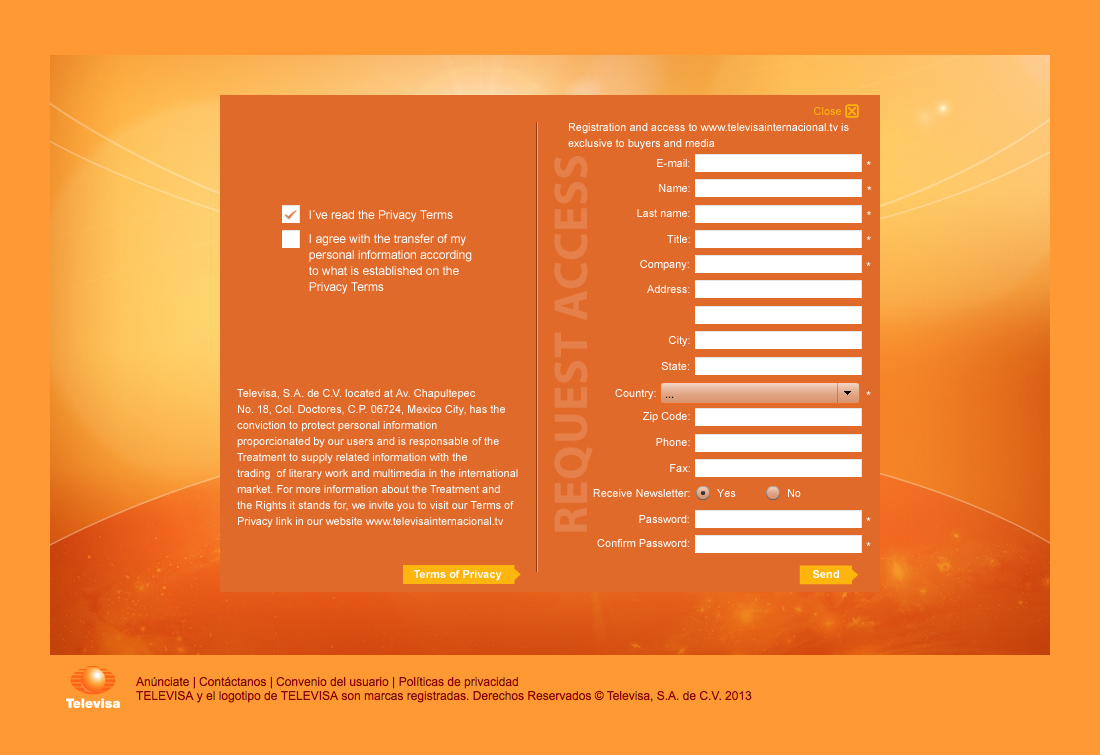 Close
Registration and access to www.televisainternacional.tv is
exclusive to buyers and media
REQUEST ACCESS
E-mail: *
Name: *
Last name: *
Title: *
Company: *
Address:
City:
State:
Country: ... *
Zip Code:
Phone:
Fax:
Receive Newsletter: Yes No
Password: *
Confirm Password: *
Send
I´ve read the Privacy Terms
I agree with the transfer of my
personal information according
to what is established on the
Privacy Terms
Televisa, S.A. de C.V. located at Av. Chapultepec
No. 18, Col. Doctores, C.P. 06724, Mexico City, has the
conviction to protect personal information
proporcionated by our users and is responsable of the
Treatment to supply related information with the
trading  of literary work and multimedia in the international
market. For more information about the Treatment and
the Rights it stands for, we invite you to visit our Terms of
Privacy link in our website www.televisainternacional.tv
Terms of Privacy
Televisa
Anúnciate | Contáctanos | Convenio del usuario | Políticas de privacidad
TELEVISA y el logotipo de TELEVISA son marcas registradas. Derechos Reservados © Televisa, S.A. de C.V. 2013